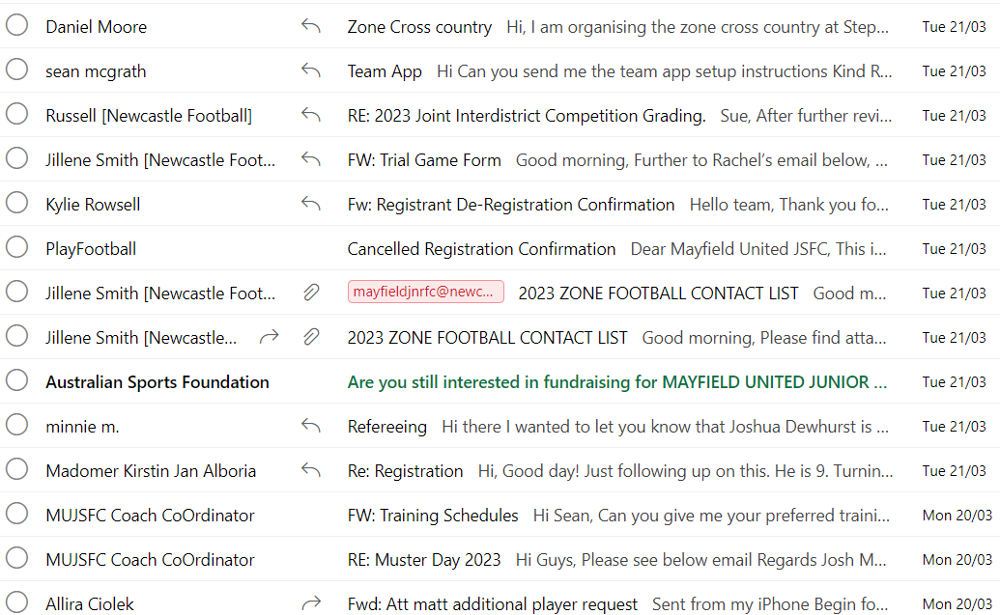 Daniel Moore Zone Cross country Hi, I am organising the zone cross country at Step... Tue 21/03
sean mcgrath Team App Hi Can you send me the team app setup instructions Kind R... Tue 21/03
Russell [Newcastle Football] RE: 2023 Joint Interdistrict Competition Grading. Sue, After further revi... Tue 21/03
Jillene Smith [Newcastle Foot... FW: Trial Game Form Good morning, Further to Rachel’s email below, ... Tue 21/03
Kylie Rowsell Fw: Registrant De-Registration Confirmation Hello team, Thank you fo... Tue 21/03
PlayFootball Cancelled Registration Confirmation Dear Mayfield United JSFC, This i... Tue 21/03
Jillene Smith [Newcastle Foot... mayfieldjnrfc@newc... 2023 ZONE FOOTBALL CONTACT LIST Good m... Tue 21/03
Jillene Smith [Newcastle... 2023 ZONE FOOTBALL CONTACT LIST Good morning, Please find atta... Tue 21/03
Australian Sports Foundation Are you still interested in fundraising for MAYFIELD UNITED JUNIOR ... Tue 21/03
minnie m. Refereeing Hi there I wanted to let you know that Joshua Dewhurst is ... Tue 21/03
Madomer Kirstin Jan Alboria Re: Registration Hi, Good day! Just following up on this. He is 9. Turnin... Tue 21/03
MUJSFC Coach CoOrdinator FW: Training Schedules Hi Sean, Can you give me your preferred traini... Mon 20/03
MUJSFC Coach CoOrdinator RE: Muster Day 2023 Hi Guys, Please see below email Regards Josh M... Mon 20/03
Allira Ciolek Fwd: Att matt additional player request Sent from my iPhone Begin fo... Mon 20/03